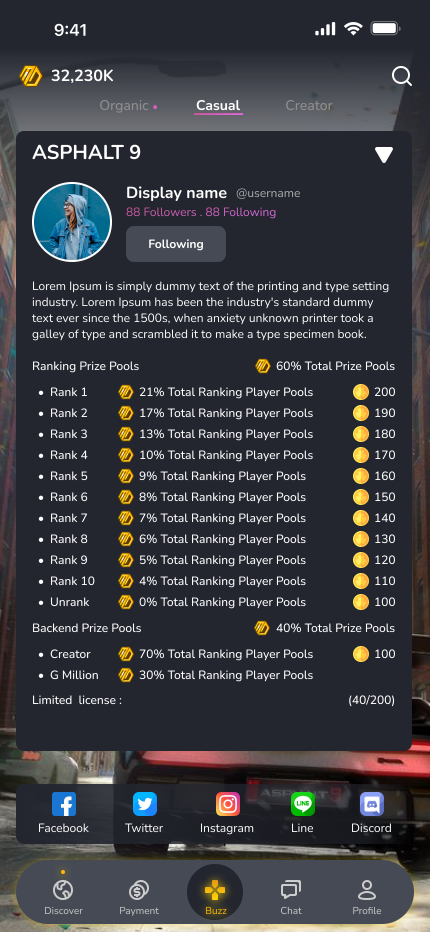 9:41
32,230K
Organic
Casual
Creator
ASPHALT 9
Display name @username
88 Followers . 88 Following
Following
Lorem Ipsum is simply dummy text of the printing and type setting
industry. Lorem Ipsum has been the industry's standard dummy
text ever since the 1500s, when anxiety unknown printer took a
galley of type and scrambled it to make a type specimen book.
Ranking Prize Pools 60% Total Prize Pools
• Rank 1 21% Total Ranking Player Pools 200
• Rank 2 17% Total Ranking Player Pools 190
• Rank 3 13% Total Ranking Player Pools 180
• Rank 4 10% Total Ranking Player Pools 170
• Rank 5 9% Total Ranking Player Pools 160
• Rank 6 8% Total Ranking Player Pools 150
• Rank 7 7% Total Ranking Player Pools 140
• Rank 8 6% Total Ranking Player Pools 130
• Rank 9 5% Total Ranking Player Pools 120
• Rank 10 4% Total Ranking Player Pools 110
• Unrank 0% Total Ranking Player Pools 100
Backend Prize Pools 40% Total Prize Pools
• Creator 70% Total Ranking Player Pools 100
• G Million 30% Total Ranking Player Pools
Limited license : (40/200)
ASPHALT 9
LINE
Facebook Twitter Instagram Line Discord
Discover Payment Buzz Chat Profile